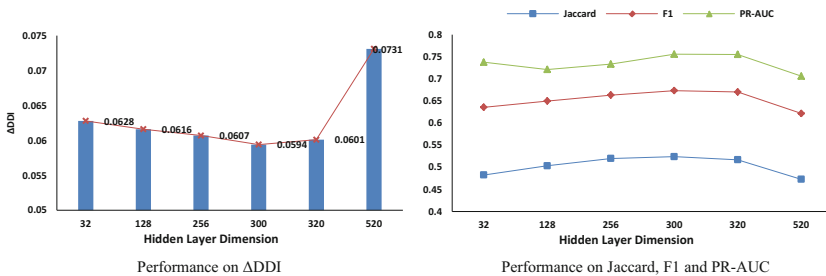 0.075
0.07
0.065
0.06
0.055
0.05
ΔDDI
0.0628
0.0616
0.0607
0.0594
0.0601
0.0731
32 128 256 300 320 520
Hidden Layer Dimension
Performance on ΔDDI
Jaccard F1 PR-AUC
0.8
0.75
0.7
0.65
0.6
0.55
0.5
0.45
0.4
32 128 256 300 320 520
Hidden Layer Dimension
Performance on Jaccard, F1 and PR-AUC